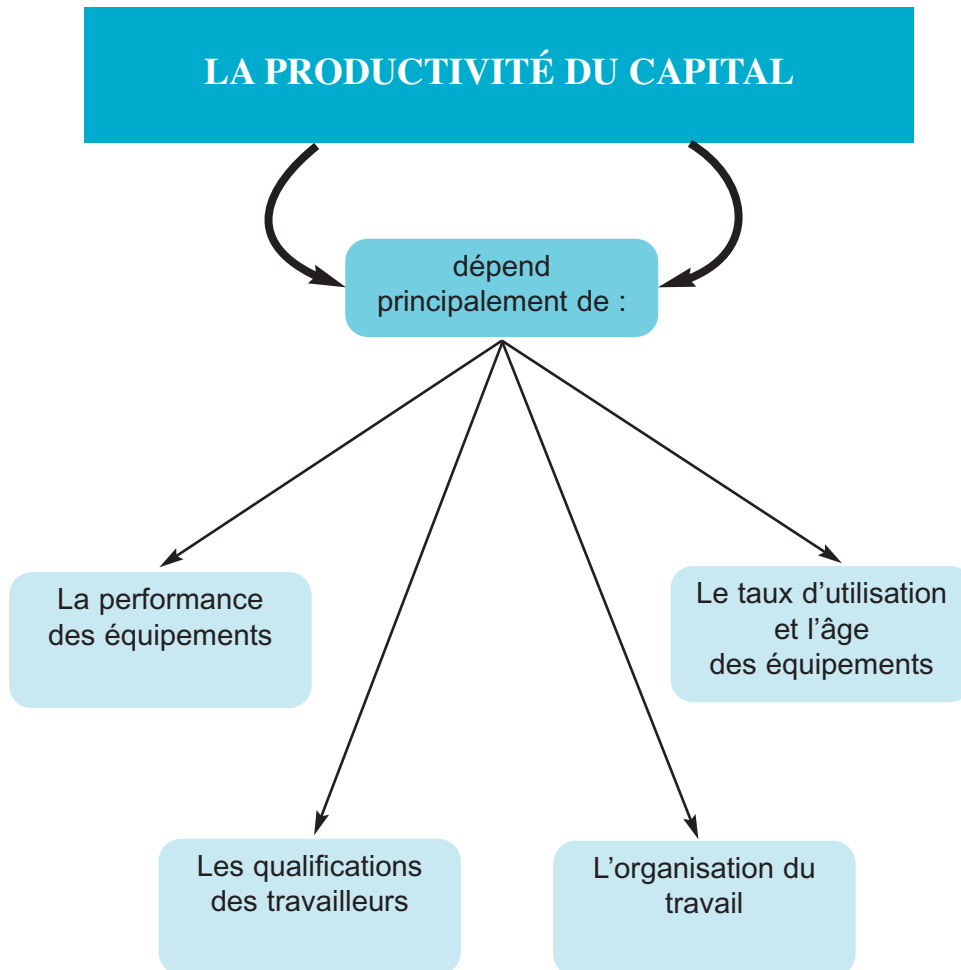 LA PRODUCTIVITÉ DU CAPITAL
dépend
principalement de :
La performance
des équipements
Le taux d’utilisation
et l’âge
des équipements
Les qualifications
des travailleurs
L’organisation du
travail